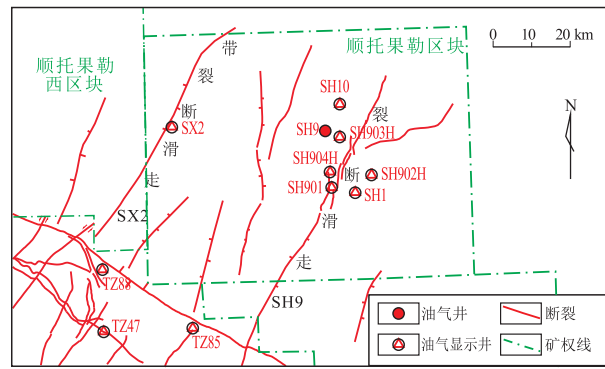 带
裂
断
滑
走
SX2
顺托果勒
西区块
顺托果勒区块
0 10 20 km
N
SH10
SH9
SH903H
SH904H
SH902H
SH901
SH1
SX2
裂
断
滑
走
SH9
TZ88
TZ47
TZ85
油气井
断裂
油气显示井
矿权线